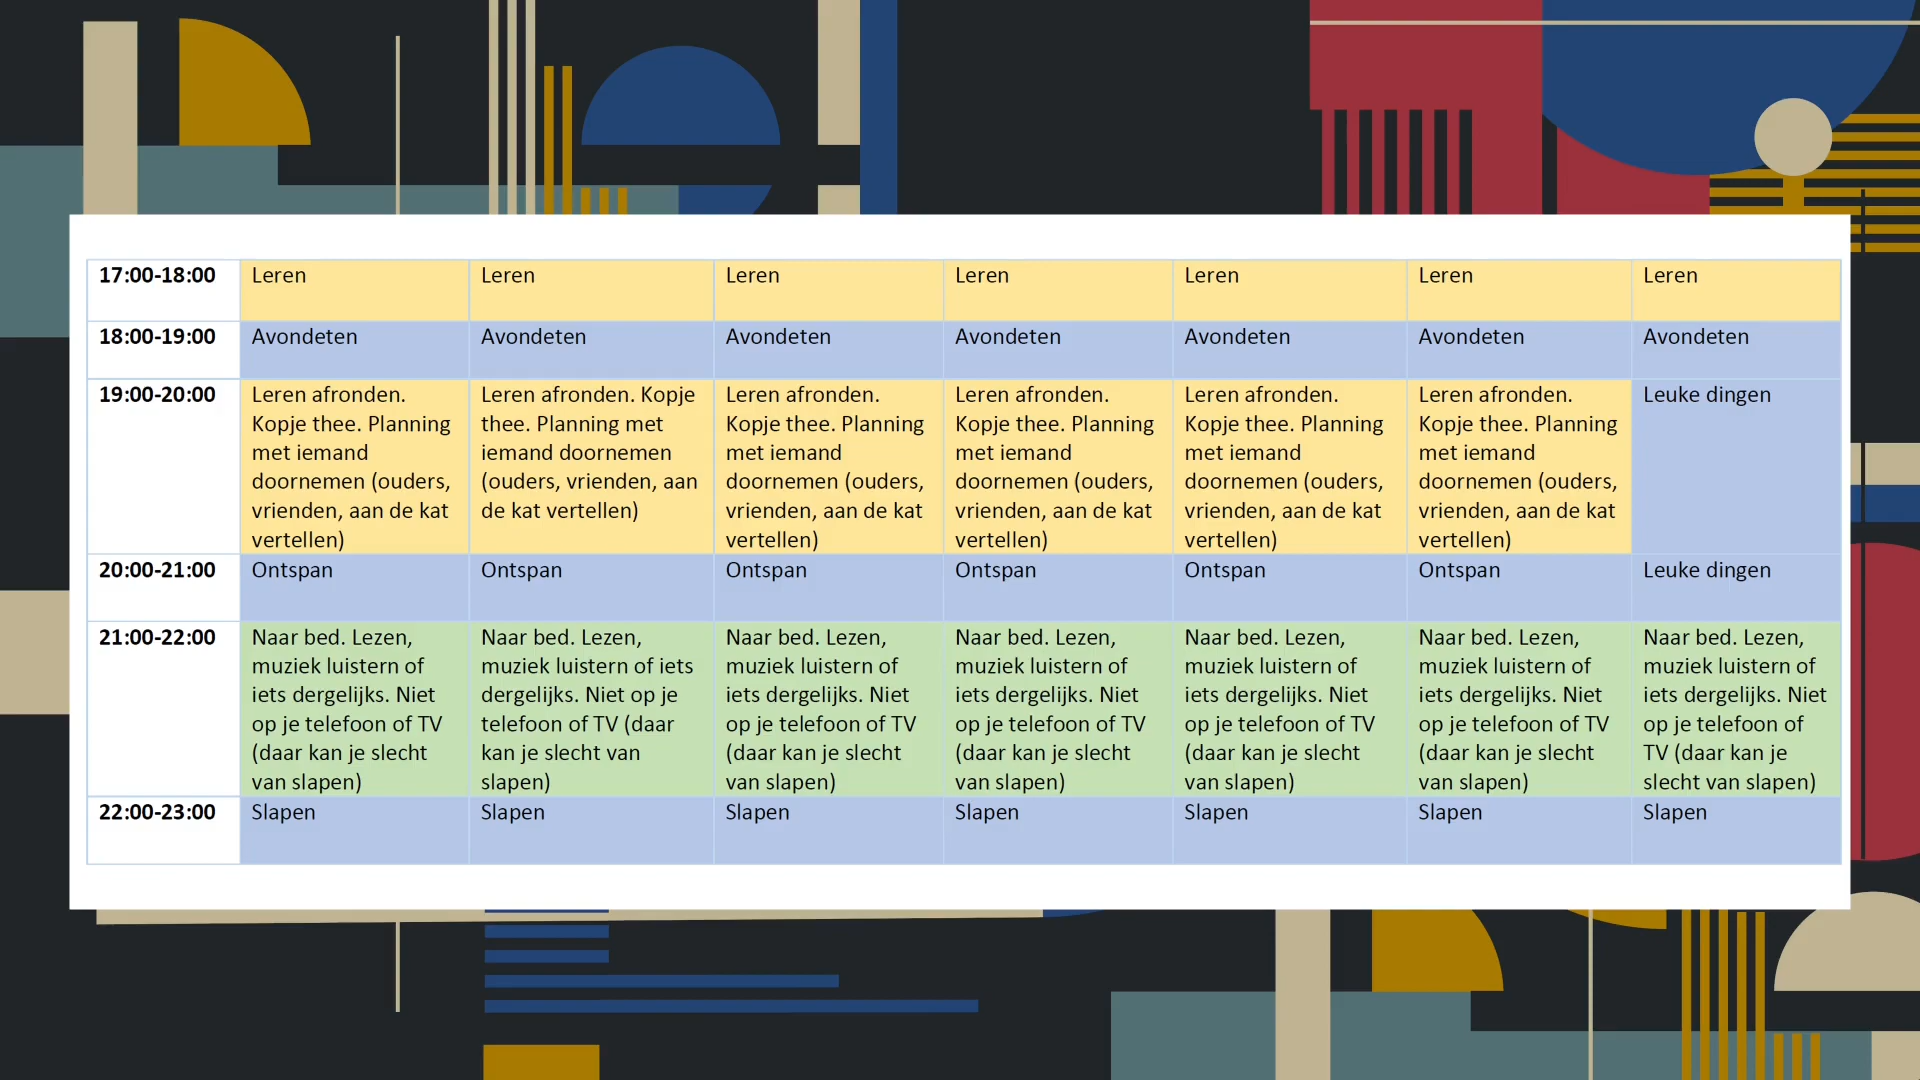 17:00-18:00 Leren Leren Leren Leren Leren Leren Leren
18:00-19:00 Avondeten Avondeten Avondeten Avondeten Avondeten Avondeten Avondeten
19:00-20:00 Leren afronden. Leren afronden. Kopje Leren afronden. Leren afronden. Leren afronden. Leren afronden. Leuke dingen
Kopje thee. Planning thee. Planning met Kopje thee. Planning Kopje thee. Planning Kopje thee. Planning Kopje thee. Planning
met iemand iemand doornemen met iemand met iemand met iemand met iemand
doornemen (ouders, (ouders, vrienden, aan doornemen (ouders, doornemen (ouders, doornemen (ouders, doornemen (ouders,
vrienden, aan de kat de kat vertellen) vrienden, aan de kat vrienden, aan de kat vrienden, aan de kat vrienden, aan de kat
vertellen) vertellen) vertellen) vertellen) vertellen)
20:00-21:00 Ontspan Ontspan Ontspan Ontspan Ontspan Ontspan Leuke dingen
21:00-22:00 Naar bed. Lezen, Naar bed. Lezen, Naar bed. Lezen, Naar bed. Lezen, Naar bed. Lezen, Naar bed. Lezen, Naar bed. Lezen,
muziek luistern of muziek luistern of iets muziek luistern of muziek luistern of muziek luistern of muziek luistern of muziek luistern of
iets dergelijks. Niet dergelijks. Niet op je iets dergelijks. Niet iets dergelijks. Niet iets dergelijks. Niet iets dergelijks. Niet iets dergelijks. Niet
op je telefoon of TV telefoon of TV (daar op je telefoon of TV op je telefoon of TV op je telefoon of TV op je telefoon of TV op je telefoon of
(daar kan je slecht kan je slecht van (daar kan je slecht (daar kan je slecht (daar kan je slecht (daar kan je slecht TV (daar kan je
van slapen) slapen) van slapen) van slapen) van slapen) van slapen) slecht van slapen)
22:00-23:00 Slapen Slapen Slapen Slapen Slapen Slapen Slapen